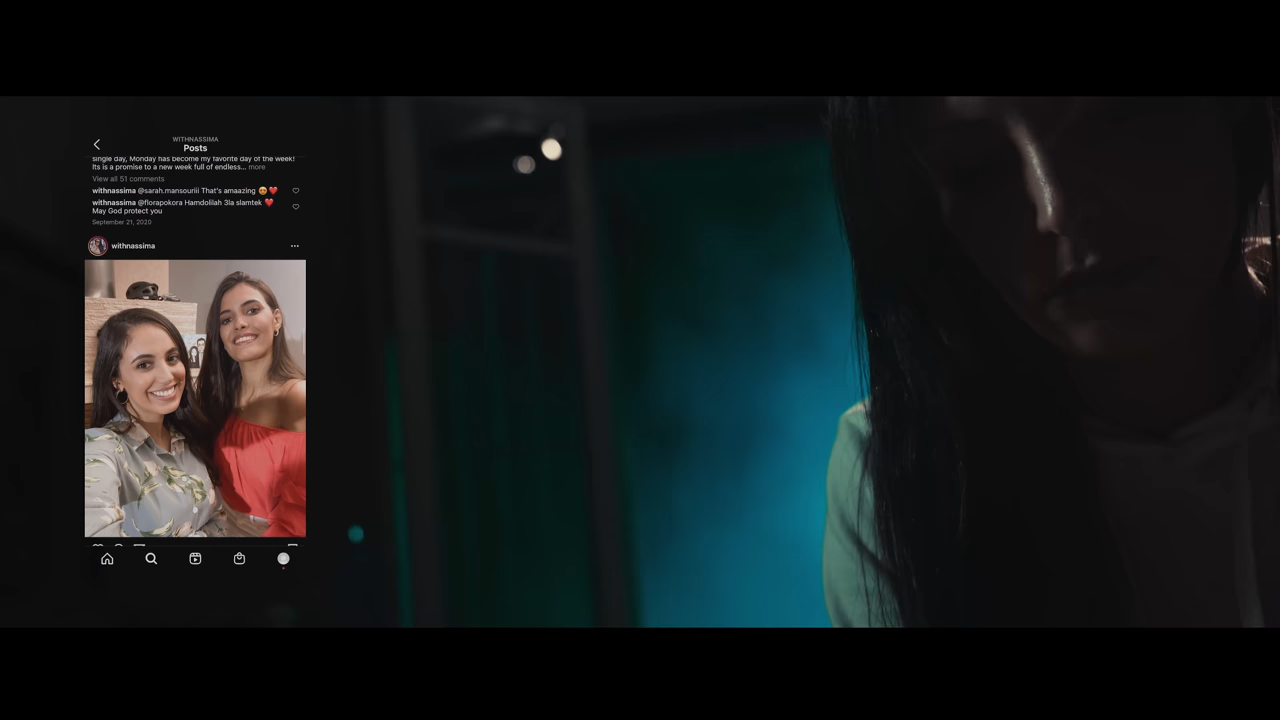 WITHNASSIMA
Posts
single day, Monday has become my favorite day of the week!
Its is a promise to a new week full of endless... more
View all 51 comments
withnassima @sarah.mansouriii That's amaazing 😍❤️
withnassima @florapokora Hamdolilah 3la slamtek ❤️
May God protect you
September 21, 2020
withnassima